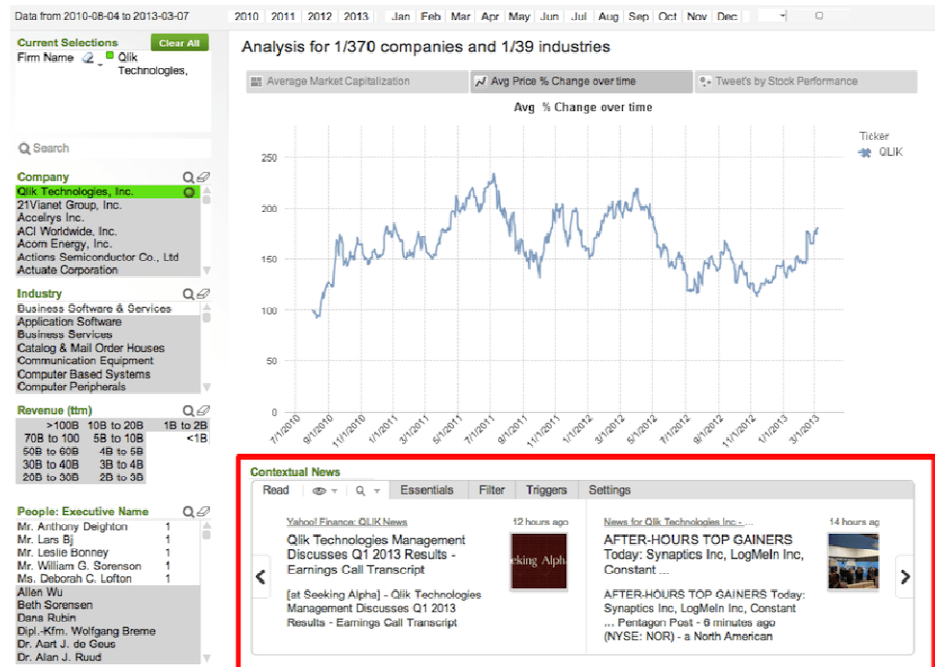 Data from 2010-08-04 to 2013-03-07
2010 2011 2012 2013 Jan Feb Mar Apr May Jun Jul Aug Sep Oct Nov Dec
Current Selections Clear All
Firm Name Qlik
Technologies,
Search
Company
Qlik Technologies, Inc.
21Vianet Group, Inc.
Accelrys Inc.
ACI Worldwide, Inc.
Acorn Energy, Inc.
Actions Semiconductor Co., Ltd
Actuate Corporation
Industry
Business Software & Services
Application Software
Business Services
Catalog & Mail Order Houses
Communication Equipment
Computer Based Systems
Computer Peripherals
Revenue (ttm)
>100B 10B to 20B 1B to 2B
70B to 100 5B to 10B <1B
50B to 60B 4B to 5B
30B to 40B 3B to 4B
20B to 30B 2B to 3B
People: Executive Name
Mr. Anthony Deighton 1
Mr. Lars Bj 1
Mr. Leslie Bonney 1
Mr. William G. Sorenson 1
Ms. Deborah C. Lofton 1
Allen Wu
Beth Sorensen
Dana Rubin
Dipl.-Kfm. Wolfgang Breme
Dr. Aart J. de Geus
Dr. Alan J. Ruud
Analysis for 1/370 companies and 1/39 industries
Average Market Capitalization
Avg Price % Change over time
Tweet's by Stock Performance
Avg % Change over time
Ticker
QLIK
250
200
150
100
50
0
7/1/2010 9/1/2010 11/1/2010 1/1/2011 3/1/2011 5/1/2011 7/1/2011 9/1/2011 11/1/2011 1/1/2012 3/1/2012 5/1/2012 7/1/2012 9/1/2012 11/1/2012 1/1/2013 3/1/2013
Contextual News
Read Essentials Filter Triggers Settings
Yahoo! Finance: QLIK News 12 hours ago
Qlik Technologies Management
Discusses Q1 2013 Results -
Earnings Call Transcript
eeking Alph
[at Seeking Alpha] - Qlik Technologies
Management Discusses Q1 2013
Results - Earnings Call Transcript
News for Qlik Technologies Inc - ... 14 hours ag
AFTER-HOURS TOP GAINERS
Today: Synaptics Inc, LogMeIn Inc,
Constant ...
AFTER-HOURS TOP GAINERS Today:
Synaptics Inc, LogMeIn Inc, Constant
... Pentagon Post - 6 minutes ago
(NYSE: NOR) - a North American